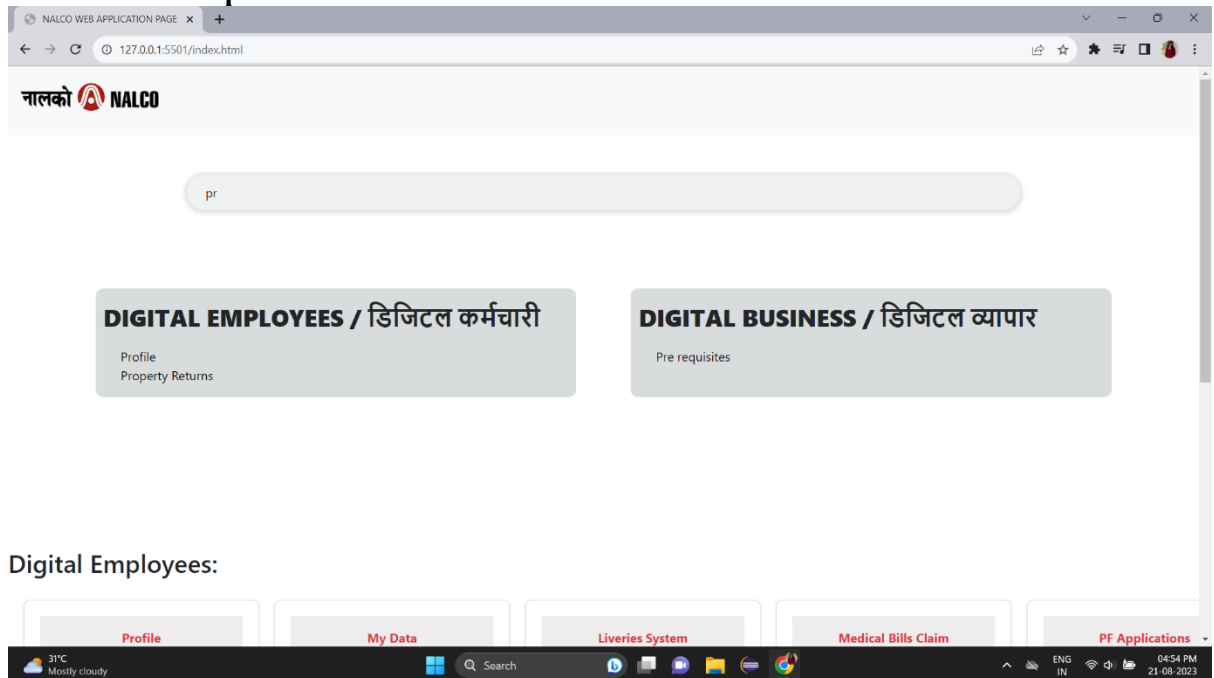 NALCO WEB APPLICATION PAGE
127.0.0.1:5501/index.html
नालको NALCO
pr
DIGITAL EMPLOYEES / डिजिटल कर्मचारी
Profile
Property Returns
DIGITAL BUSINESS / डिजिटल व्यापार
Pre requisites
Digital Employees:
Profile
My Data
Liveries System
Medical Bills Claim
PF Applications
31°C
Mostly cloudy
Search
ENG
IN
04:54 PM
21-08-2023